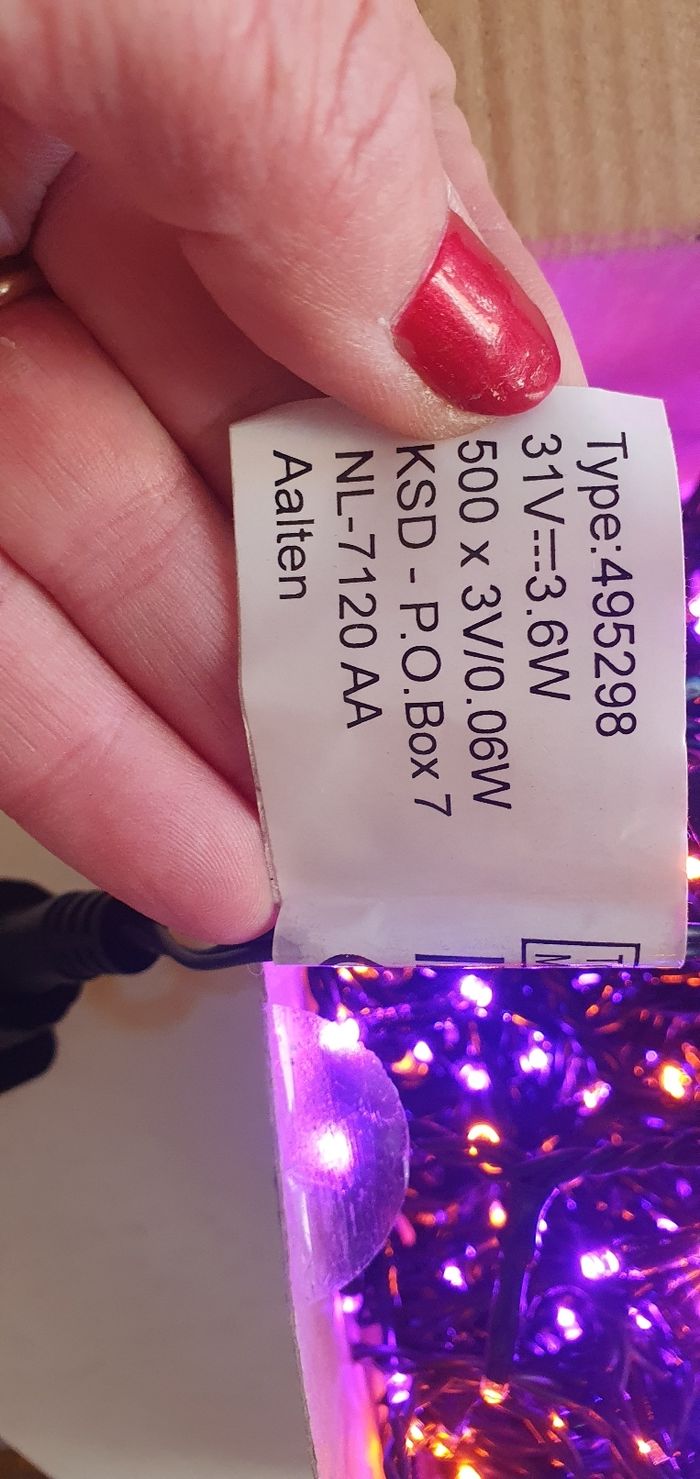 Type:495298
31V⎓3.6W
500 x 3V/0.06W
KSD - P.O.Box 7
NL-7120 AA
Aalten